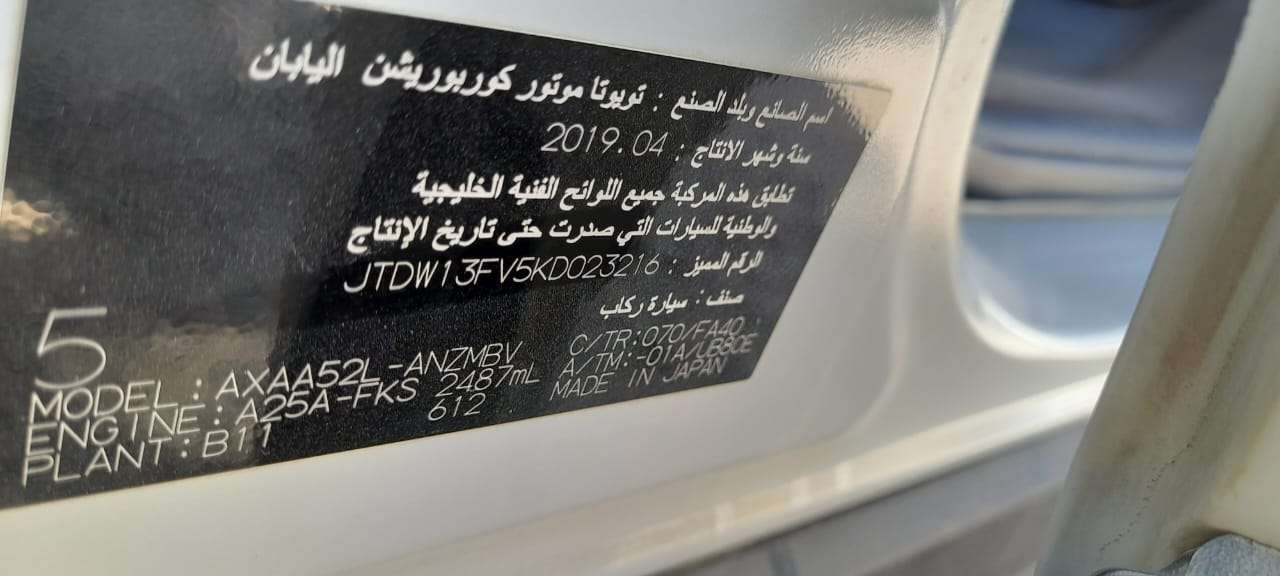 اسم الصانع وبلد الصنع : تويوتا موتور كوربوريشن اليابان
سنة وشهر الانتاج : 2019.04
تطابق هذه المركبة جميع اللوائح الفنية الخليجية
والوطنية للسيارات التي صدرت حتى تاريخ الإنتاج
الرقم المميز : JTDW13FV5KD023216
صنف : سيارة ركاب
5
MODEL : AXAA52L-ANZMBV C/TR:070/FA40
ENGINE : A25A-FKS 2487mL A/TM:-01A/UB80E
PLANT : B11 612 MADE IN JAPAN